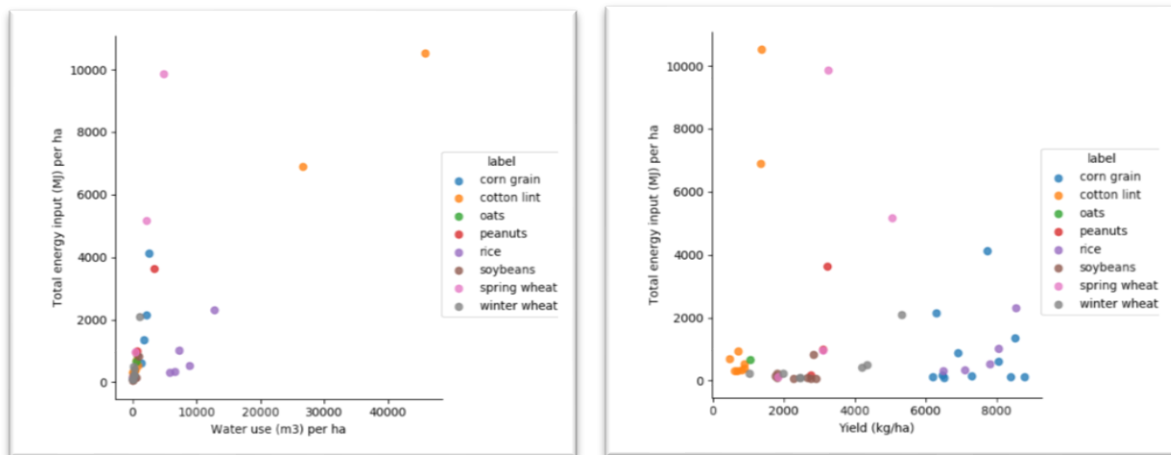 Total energy input (MJ) per ha
10000
8000
6000
4000
2000
0
0
10000
20000
30000
40000
Water use (m3) per ha
label
corn grain
cotton lint
oats
peanuts
rice
soybeans
spring wheat
winter wheat
Total energy input (MJ) per ha
10000
8000
6000
4000
2000
0
0
2000
4000
6000
8000
Yield (kg/ha)
label
corn grain
cotton lint
oats
peanuts
rice
soybeans
spring wheat
winter wheat